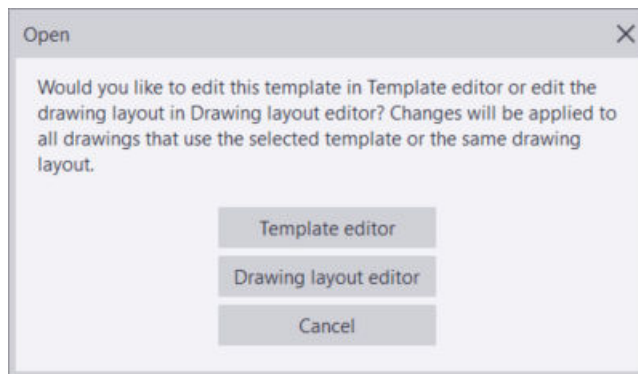 Open
Would you like to edit this template in Template editor or edit the
drawing layout in Drawing layout editor? Changes will be applied to
all drawings that use the selected template or the same drawing
layout.
Template editor
Drawing layout editor
Cancel